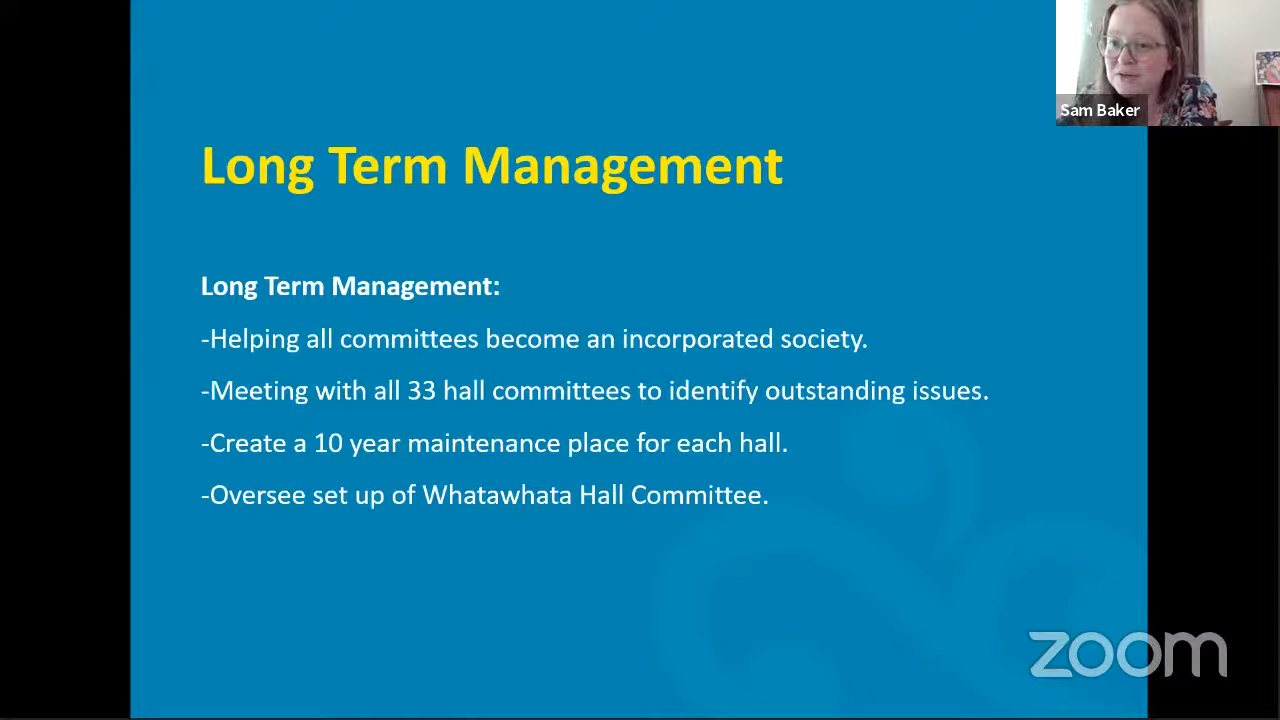 Sam Baker
Long Term Management
Long Term Management:
-Helping all committees become an incorporated society.
-Meeting with all 33 hall committees to identify outstanding issues.
-Create a 10 year maintenance place for each hall.
-Oversee set up of Whatawhata Hall Committee.
zoom